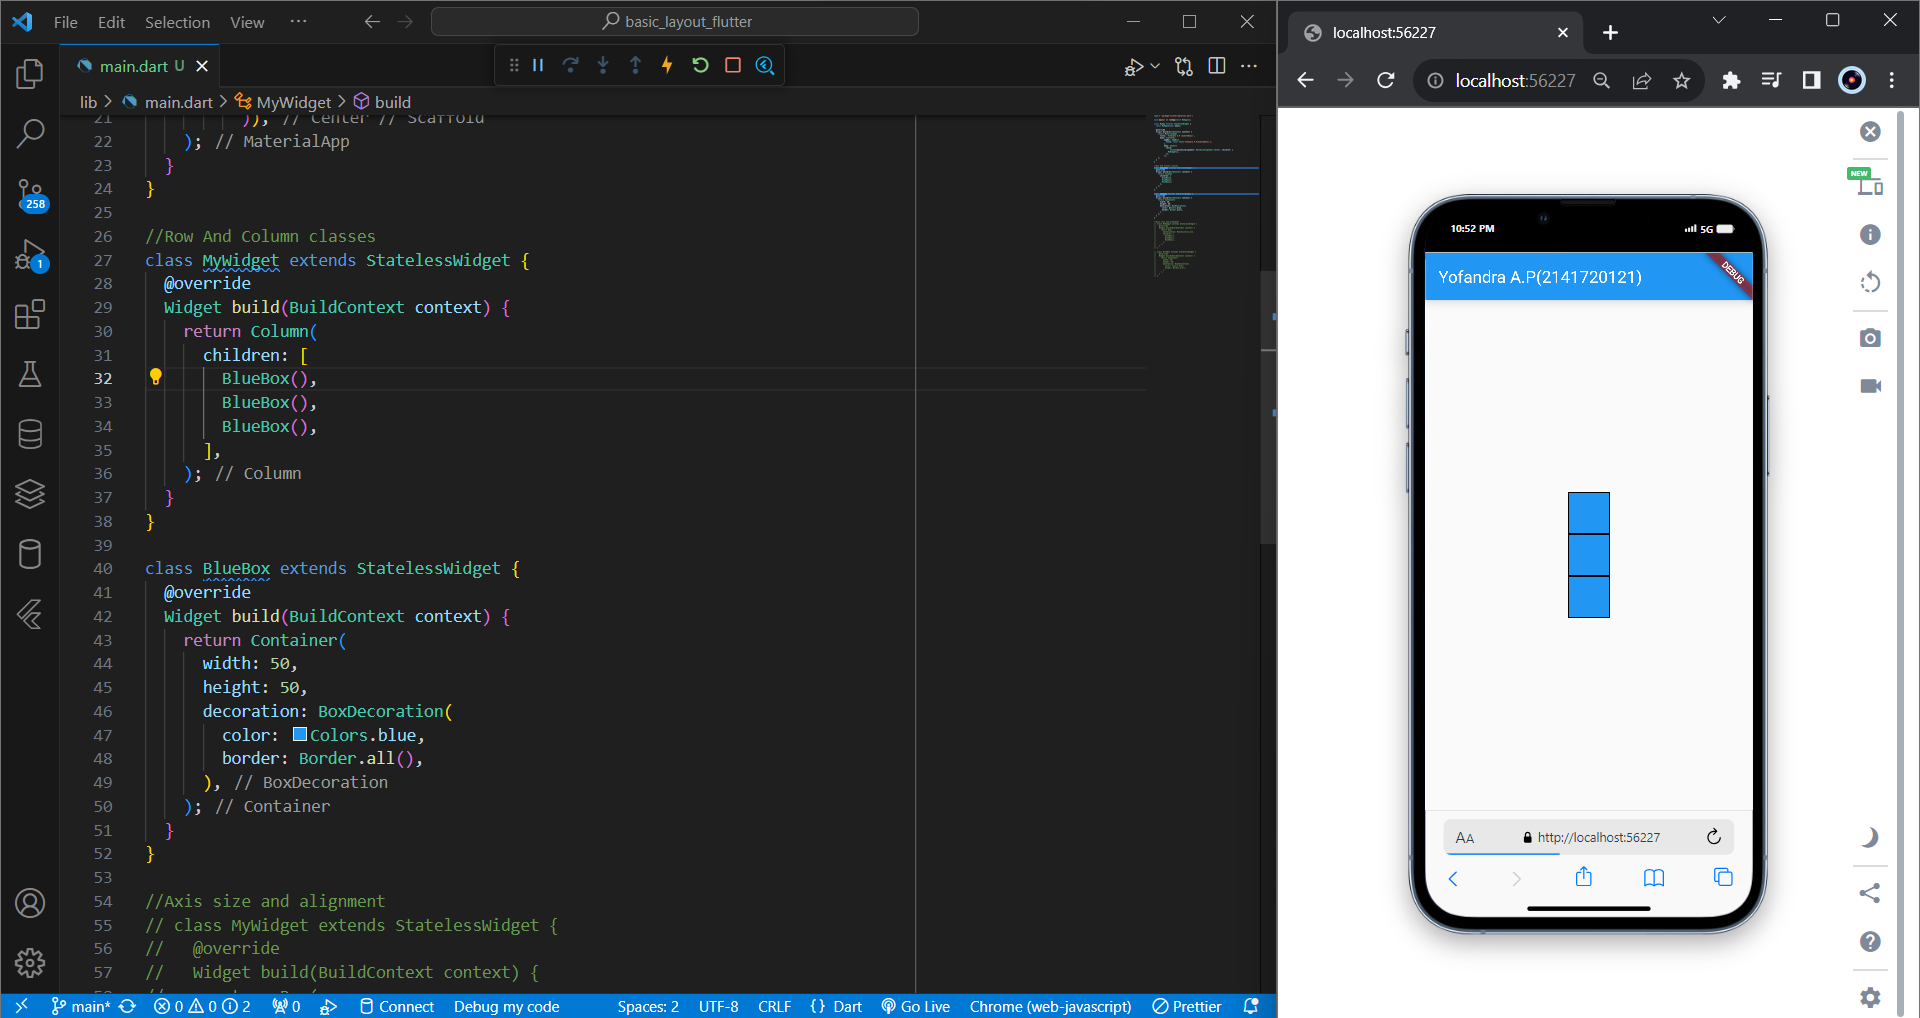 File Edit Selection View ··· basic_layout_flutter
main.dart U
lib > main.dart > MyWidget > build
21 )), // Center // Scaffold
22 ); // MaterialApp
23 }
24 }
25
26 //Row And Column classes
27 class MyWidget extends StatelessWidget {
28 @override
29 Widget build(BuildContext context) {
30 return Column(
31 children: [
32 BlueBox(),
33 BlueBox(),
34 BlueBox(),
35 ],
36 ); // Column
37 }
38 }
39
40 class BlueBox extends StatelessWidget {
41 @override
42 Widget build(BuildContext context) {
43 return Container(
44 width: 50,
45 height: 50,
46 decoration: BoxDecoration(
47 color: Colors.blue,
48 border: Border.all(),
49 ), // BoxDecoration
50 ); // Container
51 }
52 }
53
54 //Axis size and alignment
55 // class MyWidget extends StatelessWidget {
56 // @override
57 // Widget build(BuildContext context) {
258
1
main* 0 0 2 0 Connect Debug my code Spaces: 2 UTF-8 CRLF {} Dart Go Live Chrome (web-javascript) Prettier
localhost:56227
localhost:56227
NEW
10:52 PM 5G
Yofandra A.P(2141720121)
DEBUG
AA http://localhost:56227